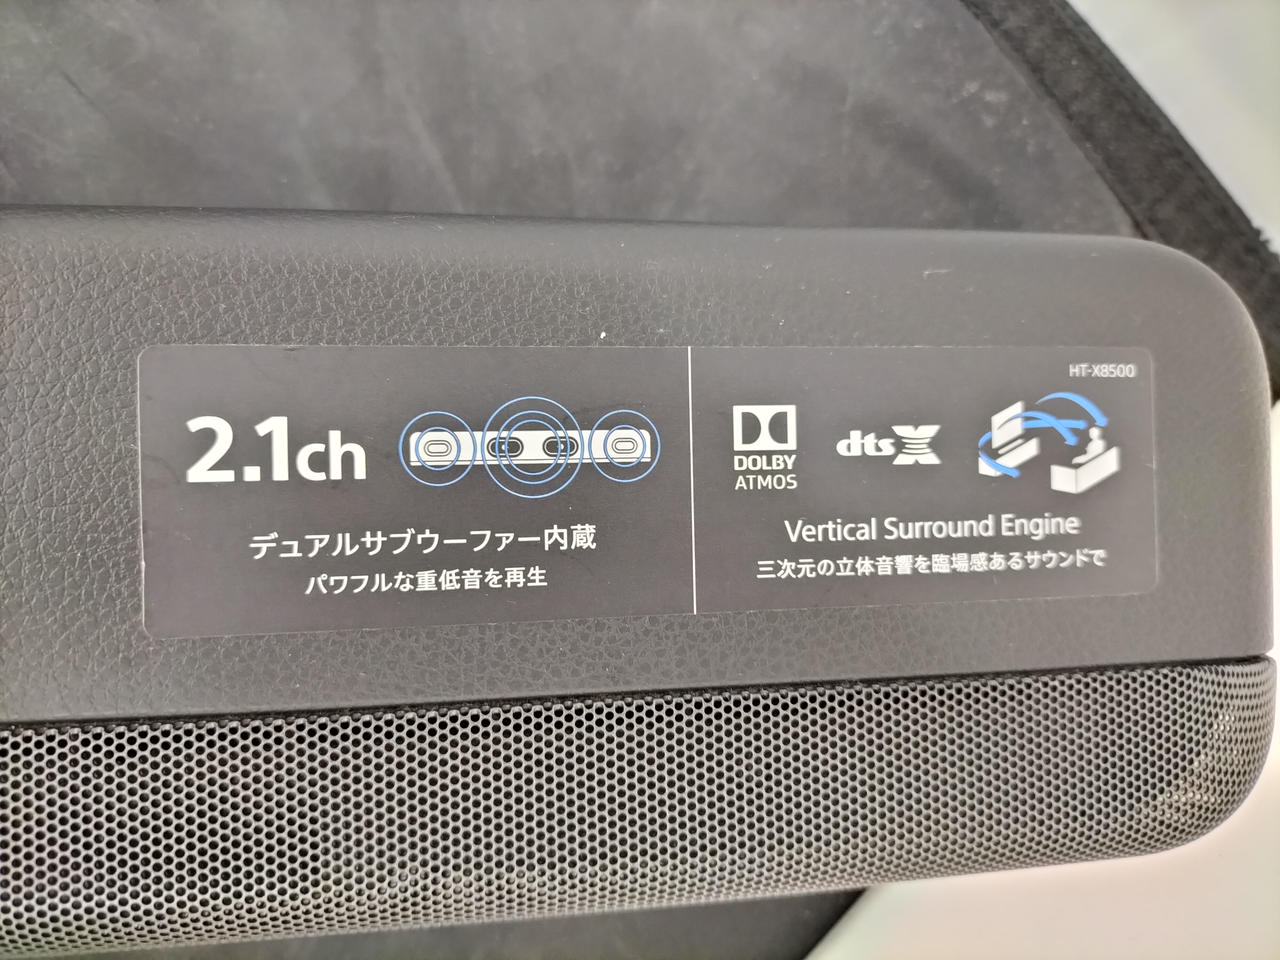 2.1ch
デュアルサブウーファー内蔵
パワフルな重低音を再生
HT-X8500
DOLBY
ATMOS
dts X
Vertical Surround Engine
三次元の立体音響を臨場感あるサウンドで